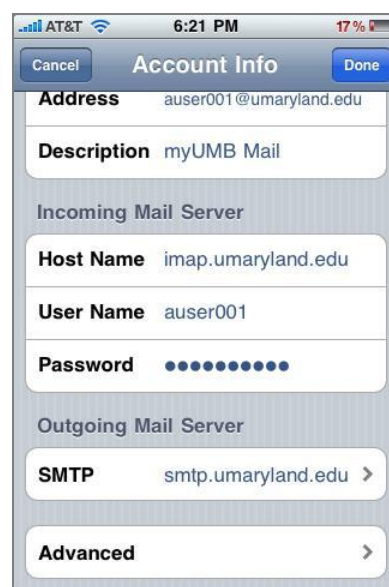 AT&T 6:21 PM 17%
Cancel Account Info Done
Address auser001@umaryland.edu
Description myUMB Mail
Incoming Mail Server
Host Name imap.umaryland.edu
User Name auser001
Password ●●●●●●●●●●
Outgoing Mail Server
SMTP smtp.umaryland.edu
Advanced